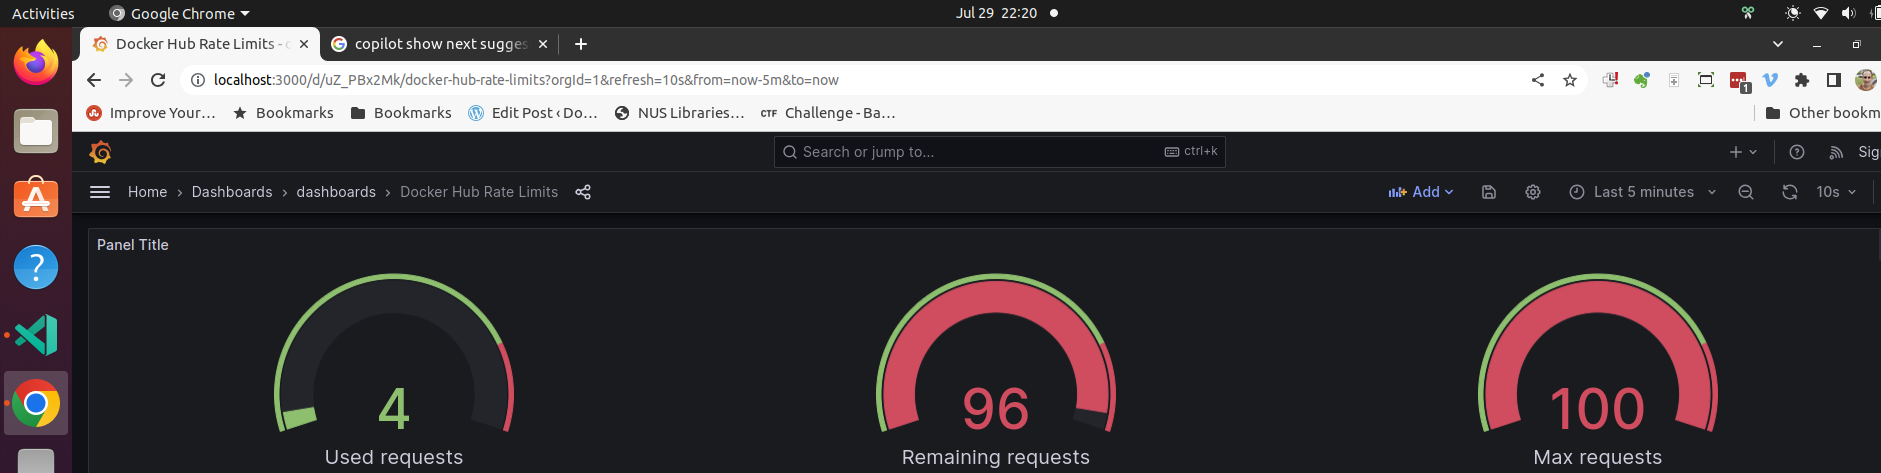 Activities Google Chrome Jul 29 22:20
Docker Hub Rate Limits - copilot show next sugges
localhost:3000/d/uZ_PBx2Mk/docker-hub-rate-limits?orgId=1&refresh=10s&from=now-5m&to=now 1
Improve Your... Bookmarks Bookmarks Edit Post ‹ Do... NUS Libraries... CTF Challenge - Ba... Other bookm
Search or jump to... ctrl+k Sig
Home › Dashboards › dashboards › Docker Hub Rate Limits Add Last 5 minutes 10s
Panel Title
4 96 100
Used requests Remaining requests Max requests